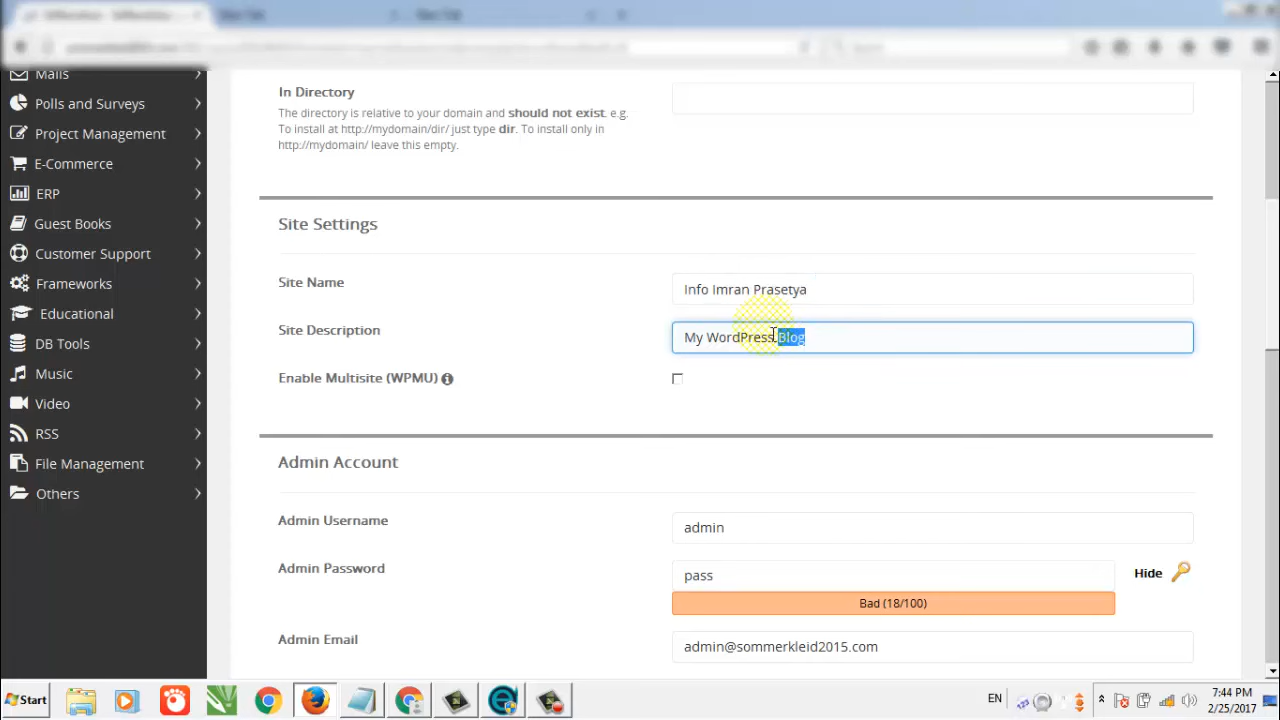 Mails
Polls and Surveys
Project Management
E-Commerce
ERP
Guest Books
Customer Support
Frameworks
Educational
DB Tools
Music
Video
RSS
File Management
Others
In Directory
The directory is relative to your domain and should not exist. e.g.
To install at http://mydomain/dir/ just type dir. To install only in
http://mydomain/ leave this empty.
Site Settings
Site Name
Info Imran Prasetya
Site Description
My WordPress Blog
Enable Multisite (WPMU)
Admin Account
Admin Username
admin
Admin Password
pass
Hide
Bad (18/100)
Admin Email
admin@sommerkleid2015.com
Start
EN
7:44 PM
2/25/2017